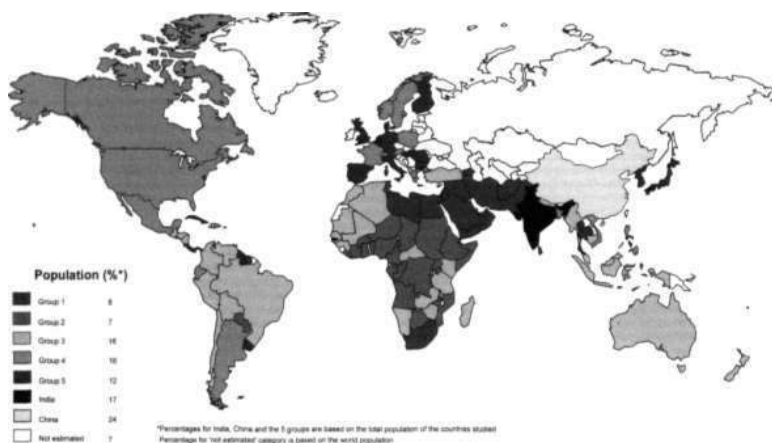 Population (%*)
Group 1 8
Group 2 7
Group 3 16
Group 4 16
Group 5 12
India 17
China 24
Not estimated 7
*Percentages for India, China and the 5 groups are based on the total population of the countries studied
Percentage for 'not estimated' category is based on the world population